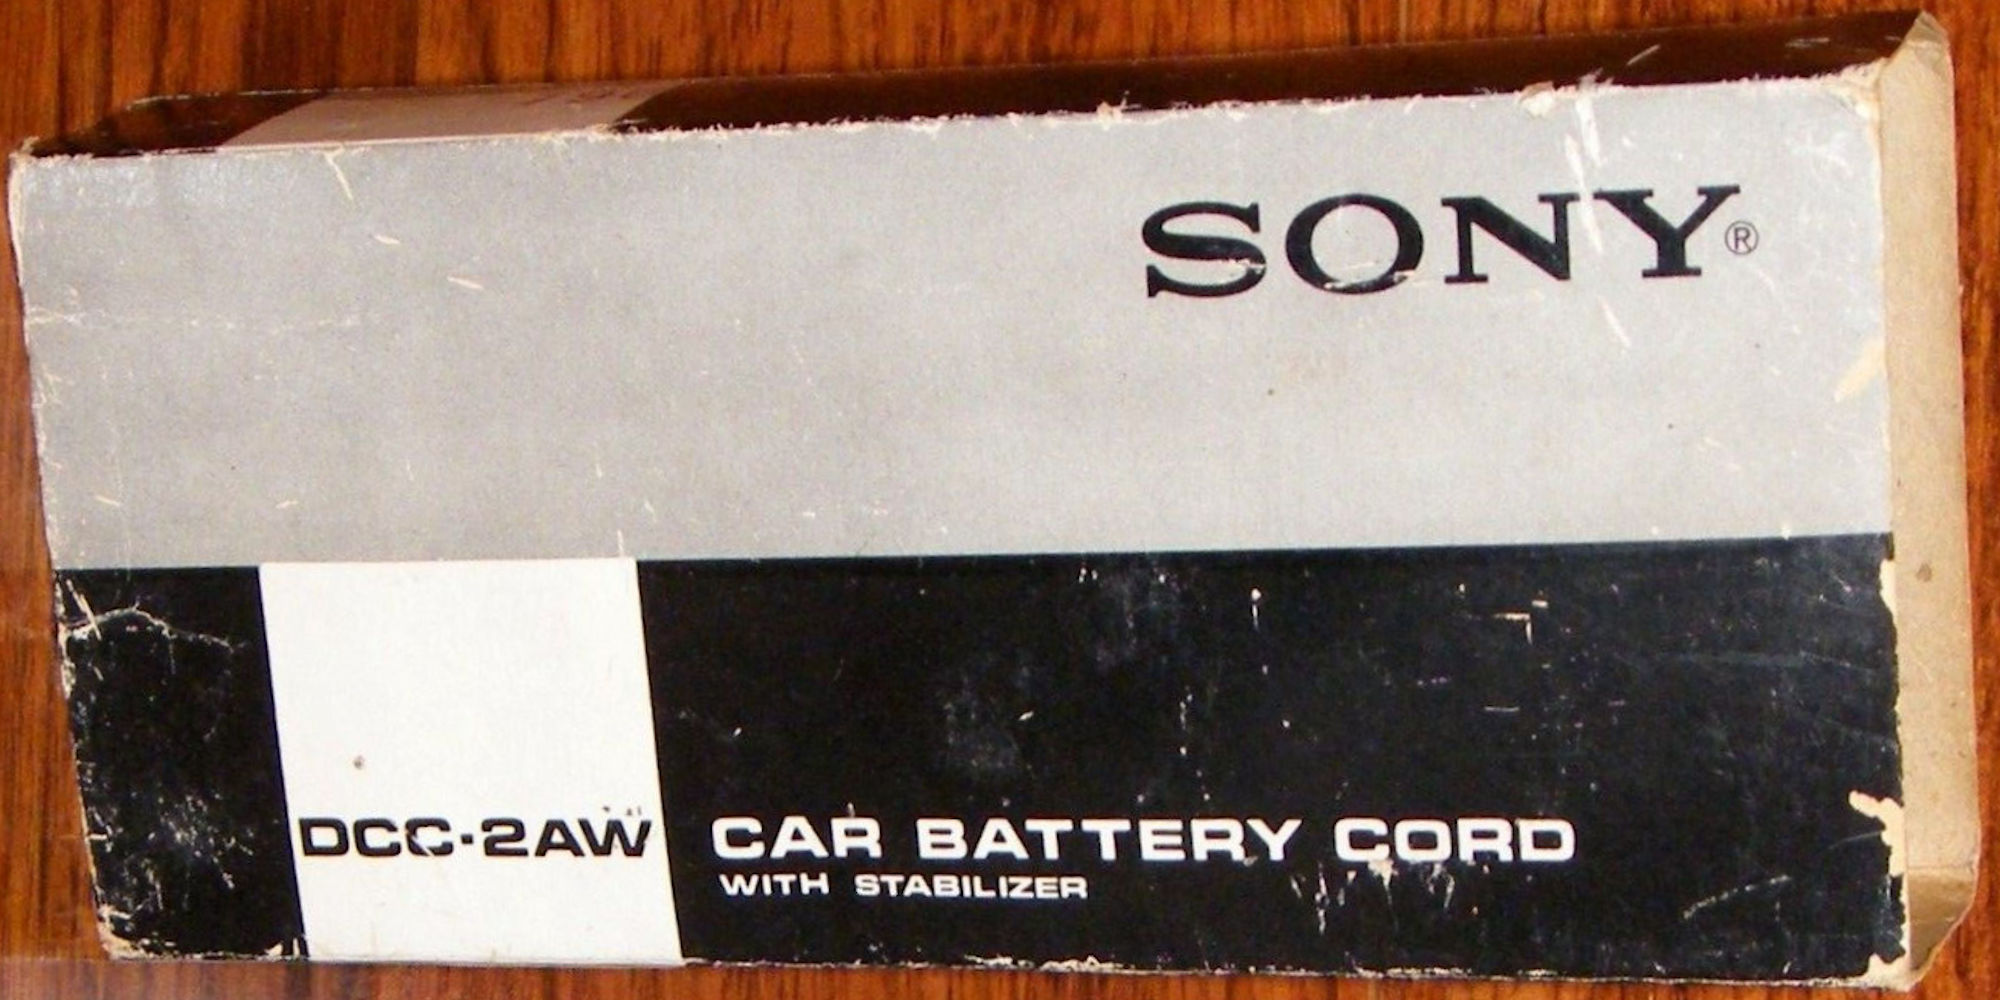 SONY®
DCC-2AW
CAR BATTERY CORD
WITH STABILIZER